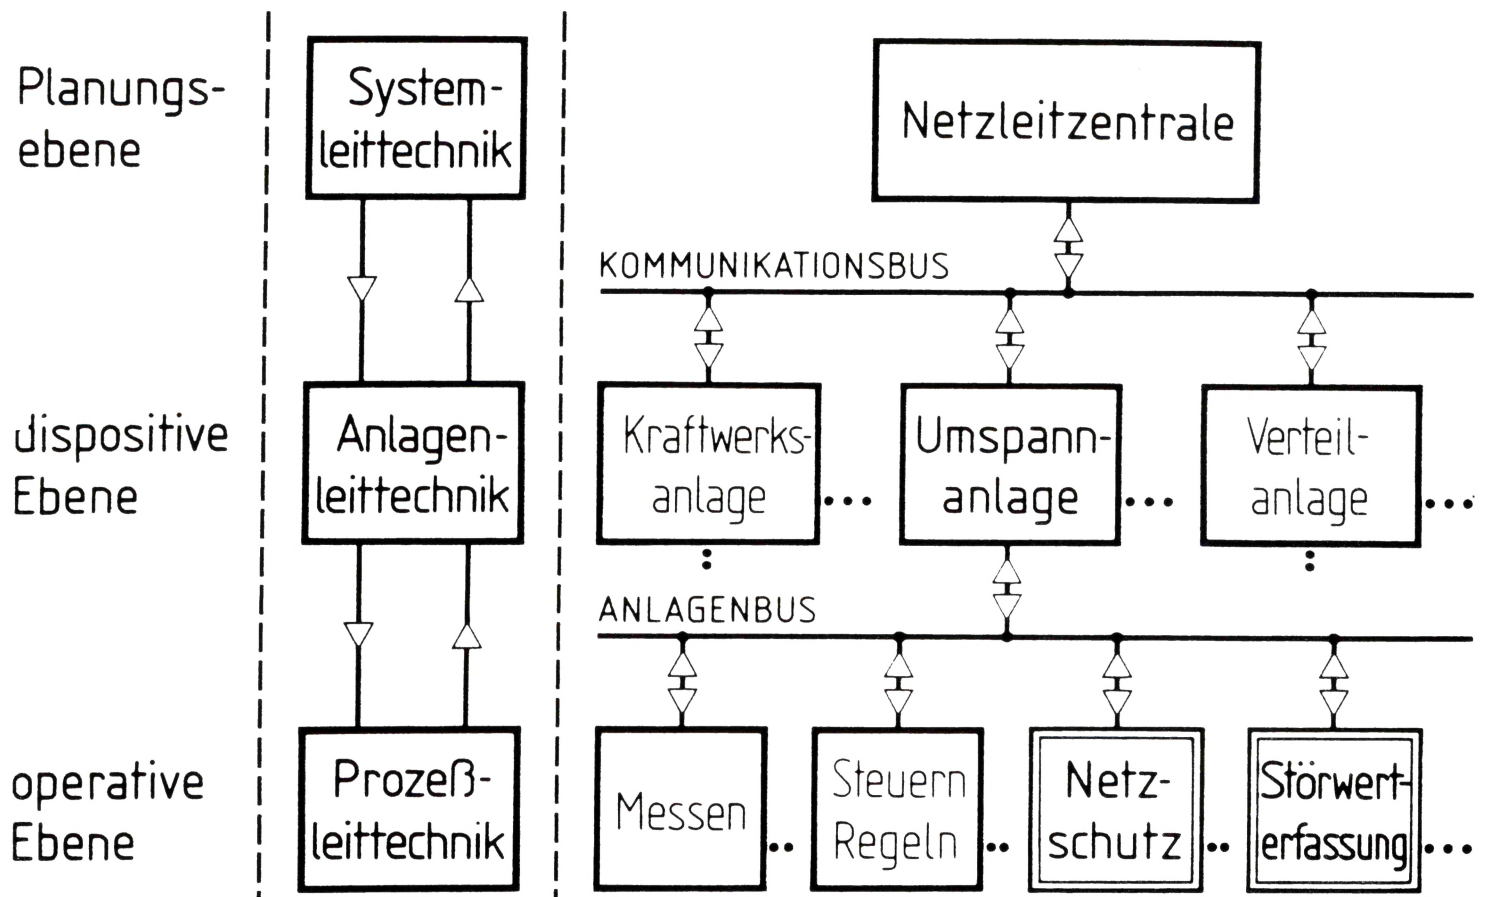 Planungs-
ebene
System-
leittechnik
Netzleitzentrale
KOMMUNIKATIONSBUS
dispositive
Ebene
Anlagen-
leittechnik
Kraftwerks-
anlage
Umspann-
anlage
Verteil-
anlage
ANLAGENBUS
operative
Ebene
Prozeß-
leittechnik
Messen
Steuern
Regeln
Netz-
schutz
Störwert-
erfassung